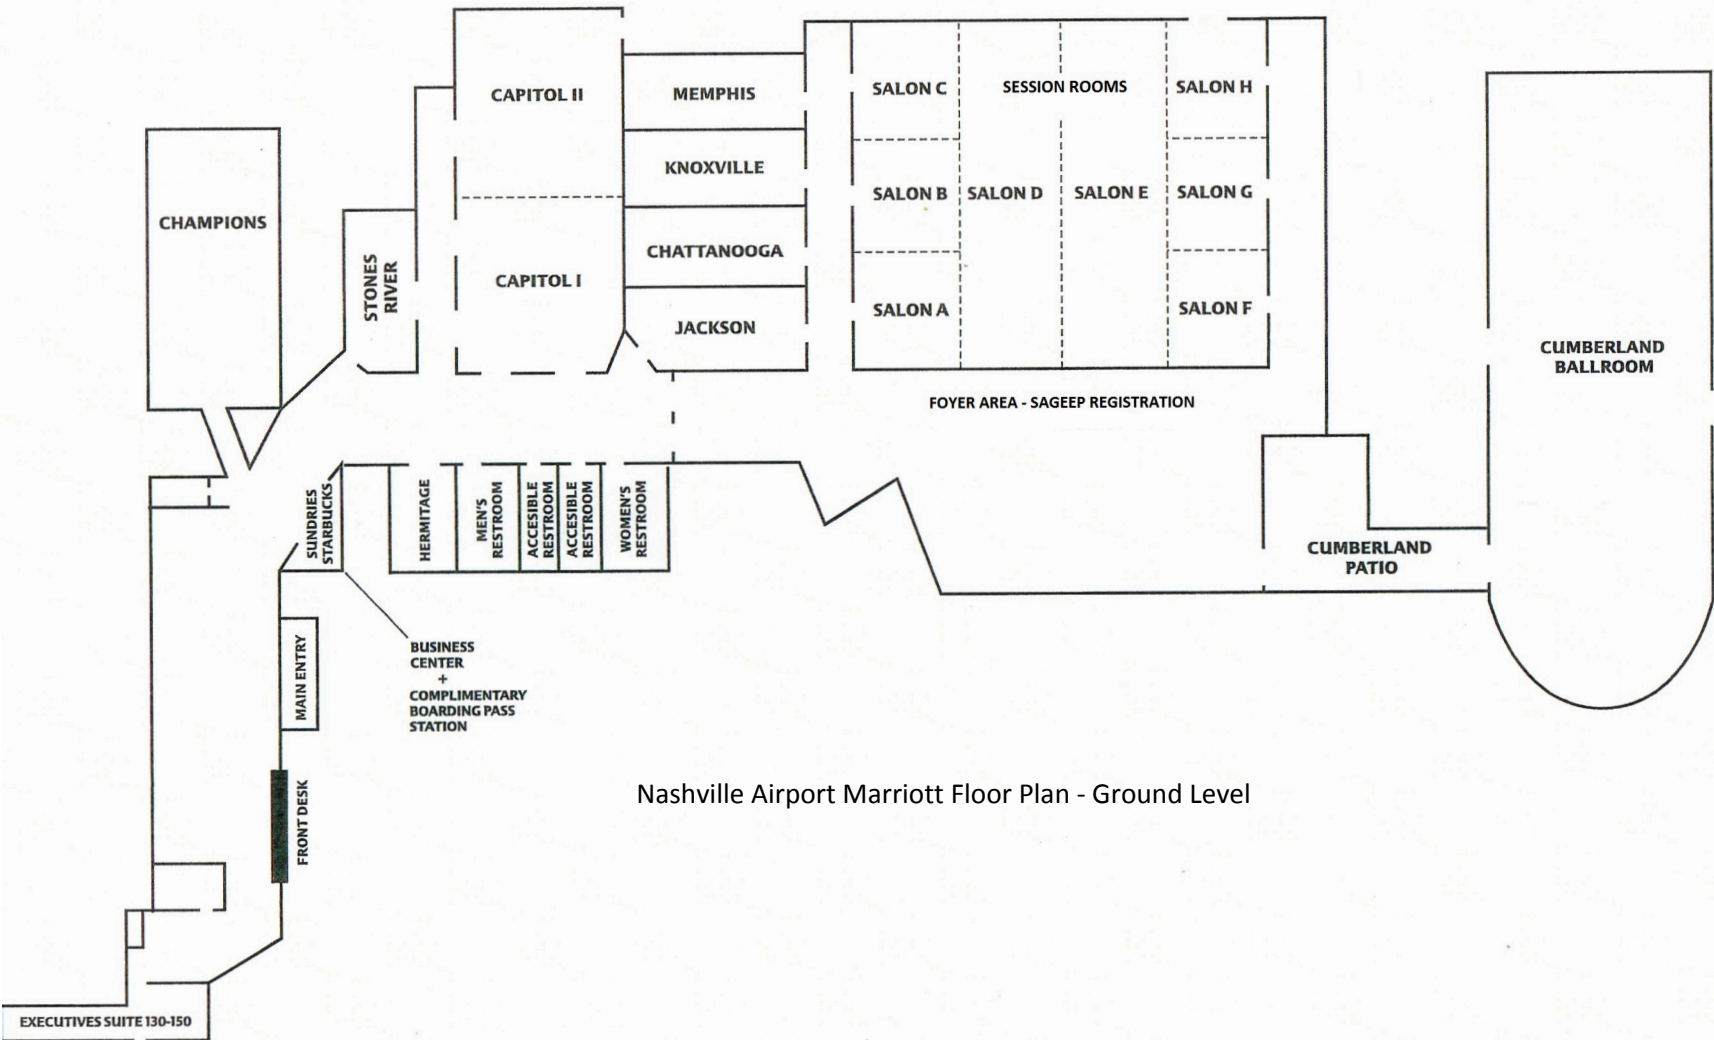 CAPITOL II
MEMPHIS
SALON C
SESSION ROOMS
SALON H
KNOXVILLE
CHAMPIONS
SALON B
SALON D
SALON E
SALON G
CHATTANOOGA
STONES
RIVER
CAPITOL I
SALON A
SALON F
JACKSON
CUMBERLAND
BALLROOM
FOYER AREA - SAGEEP REGISTRATION
SUNDRIES
STARBUCKS
HERMITAGE
MEN'S
RESTROOM
ACCESIBLE
RESTROOM
ACCESIBLE
RESTROOM
WOMEN'S
RESTROOM
CUMBERLAND
PATIO
BUSINESS
CENTER
+
COMPLIMENTARY
BOARDING PASS
STATION
MAIN ENTRY
FRONT DESK
Nashville Airport Marriott Floor Plan - Ground Level
EXECUTIVES SUITE 130-150